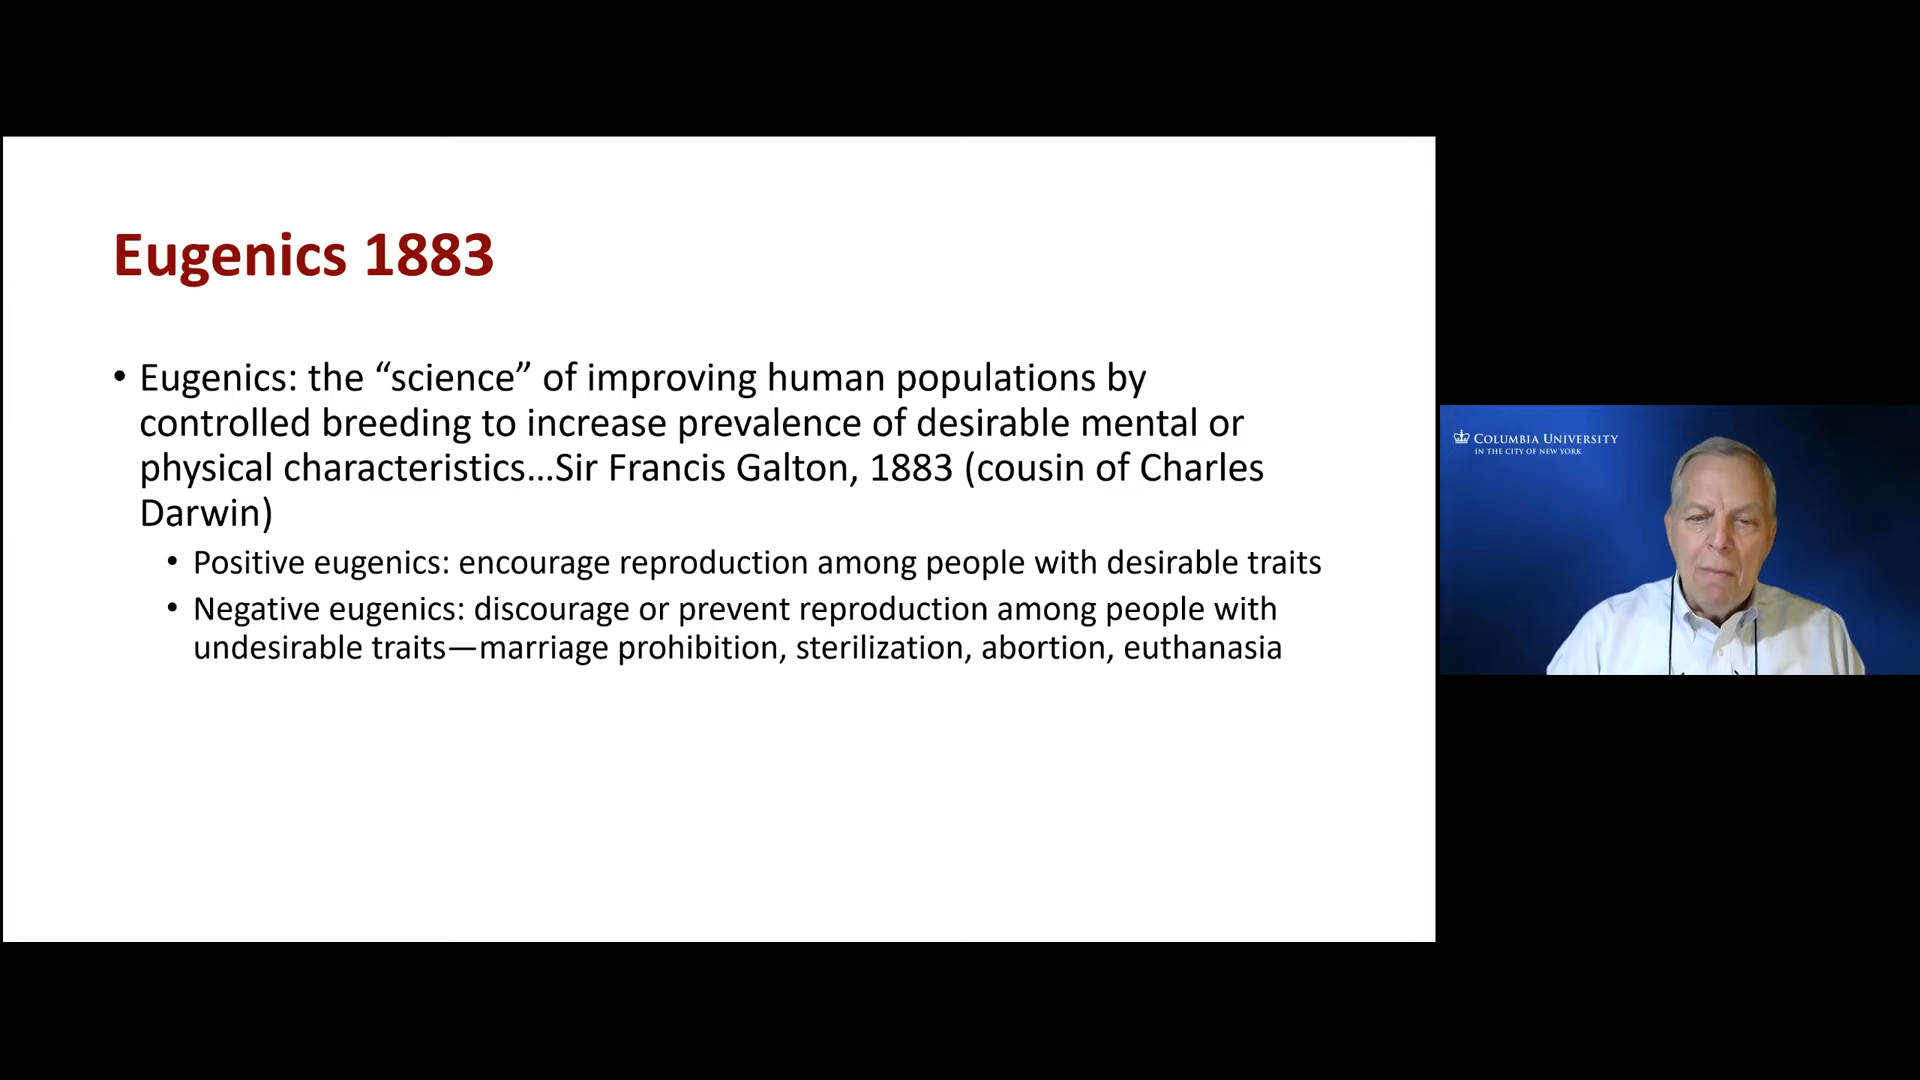 Eugenics 1883
• Eugenics: the “science” of improving human populations by
controlled breeding to increase prevalence of desirable mental or
physical characteristics…Sir Francis Galton, 1883 (cousin of Charles
Darwin)
• Positive eugenics: encourage reproduction among people with desirable traits
• Negative eugenics: discourage or prevent reproduction among people with
undesirable traits—marriage prohibition, sterilization, abortion, euthanasia
COLUMBIA UNIVERSITY
IN THE CITY OF NEW YORK